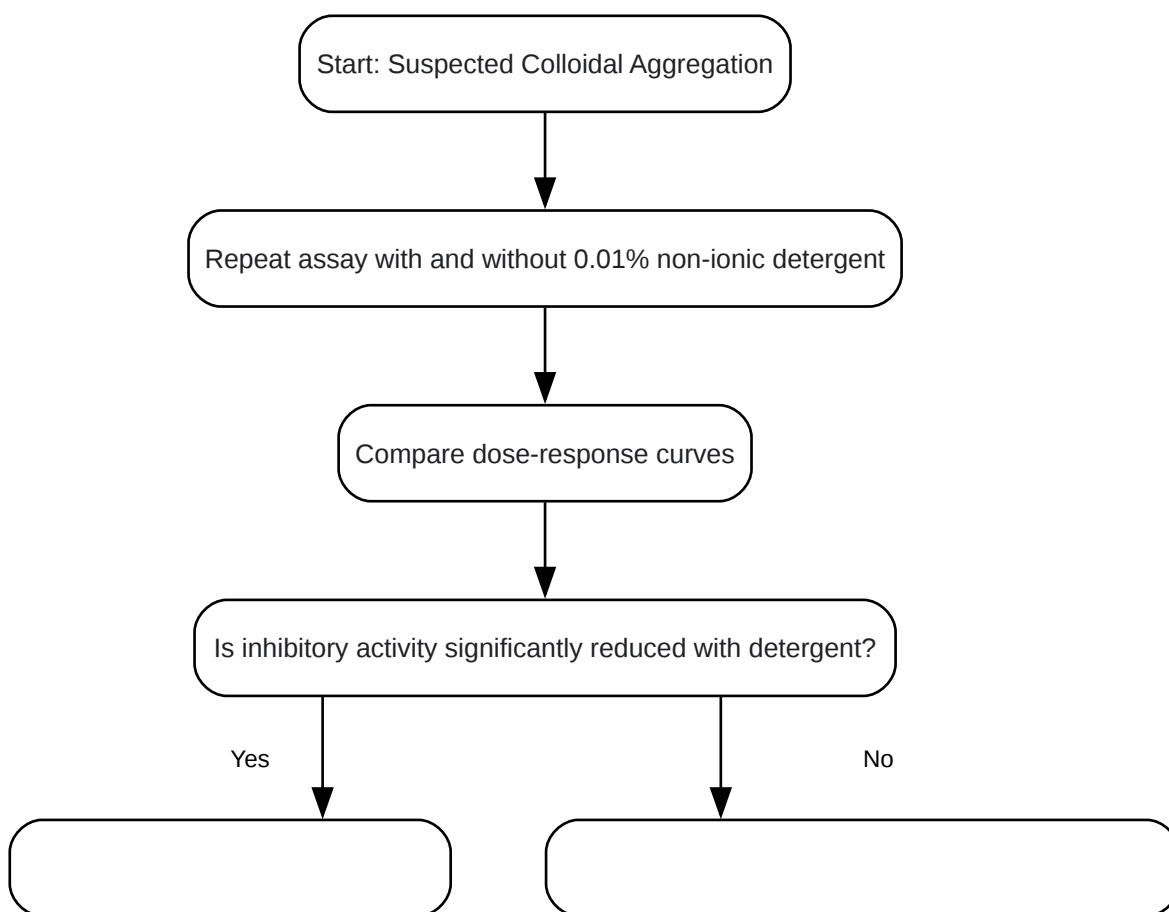 Start: Suspected Colloidal Aggregation
Repeat assay with and without 0.01% non-ionic detergent
Compare dose-response curves
Is inhibitory activity significantly reduced with detergent?
Yes
No